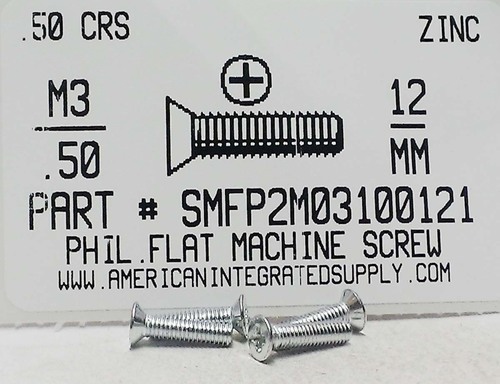 .50 CRS ZINC
M3 12
.50 MM
PART # SMFP2M03100121
PHIL.FLAT MACHINE SCREW
WWW.AMERICANINTEGRATEDSUPPLY.COM